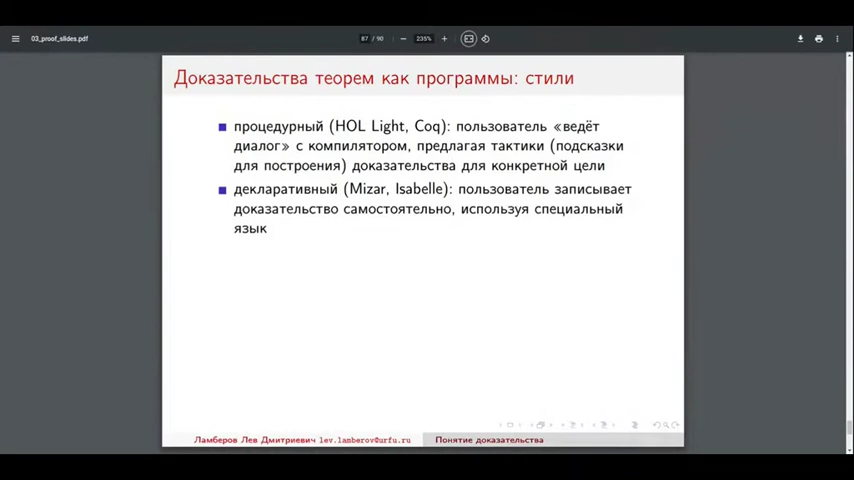 03_proof_slides.pdf
87 / 90
235%
Доказательства теорем как программы: стили
процедурный (HOL Light, Coq): пользователь «ведёт
диалог» с компилятором, предлагая тактики (подсказки
для построения) доказательства для конкретной цели
декларативный (Mizar, Isabelle): пользователь записывает
доказательство самостоятельно, используя специальный
язык
Ламберов Лев Дмитриевич lev.lamberov@urfu.ru
Понятие доказательства